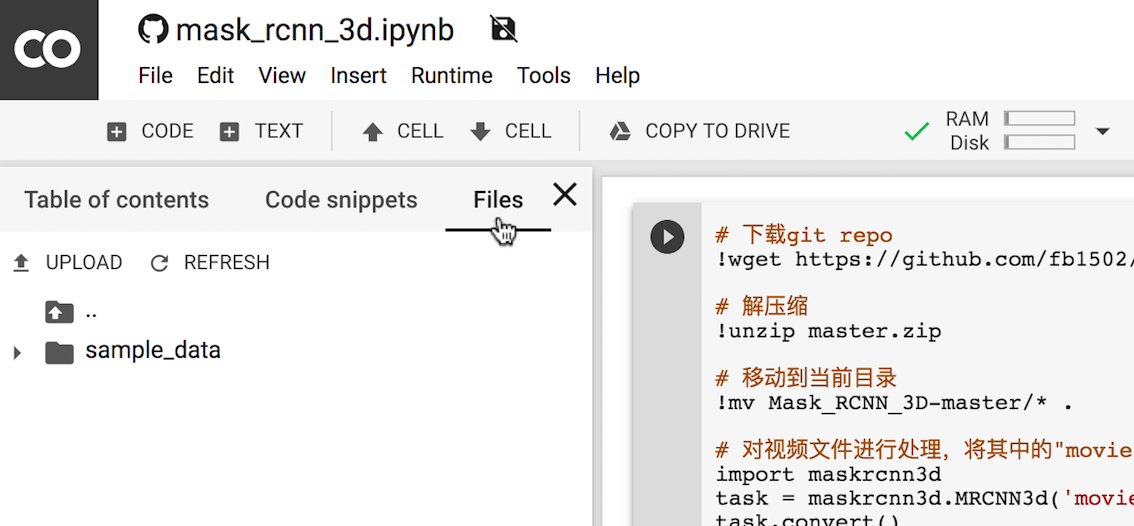 CO mask_rcnn_3d.ipynb
File Edit View Insert Runtime Tools Help
CODE TEXT CELL CELL COPY TO DRIVE RAM
Disk
Table of contents Code snippets Files
UPLOAD REFRESH
..
sample_data
# 下载git repo
!wget https://github.com/fb1502/
# 解压缩
!unzip master.zip
# 移动到当前目录
!mv Mask_RCNN_3D-master/* .
# 对视频文件进行处理，将其中的"movie
import maskrcnn3d
task = maskrcnn3d.MRCNN3d('movie
task.convert()